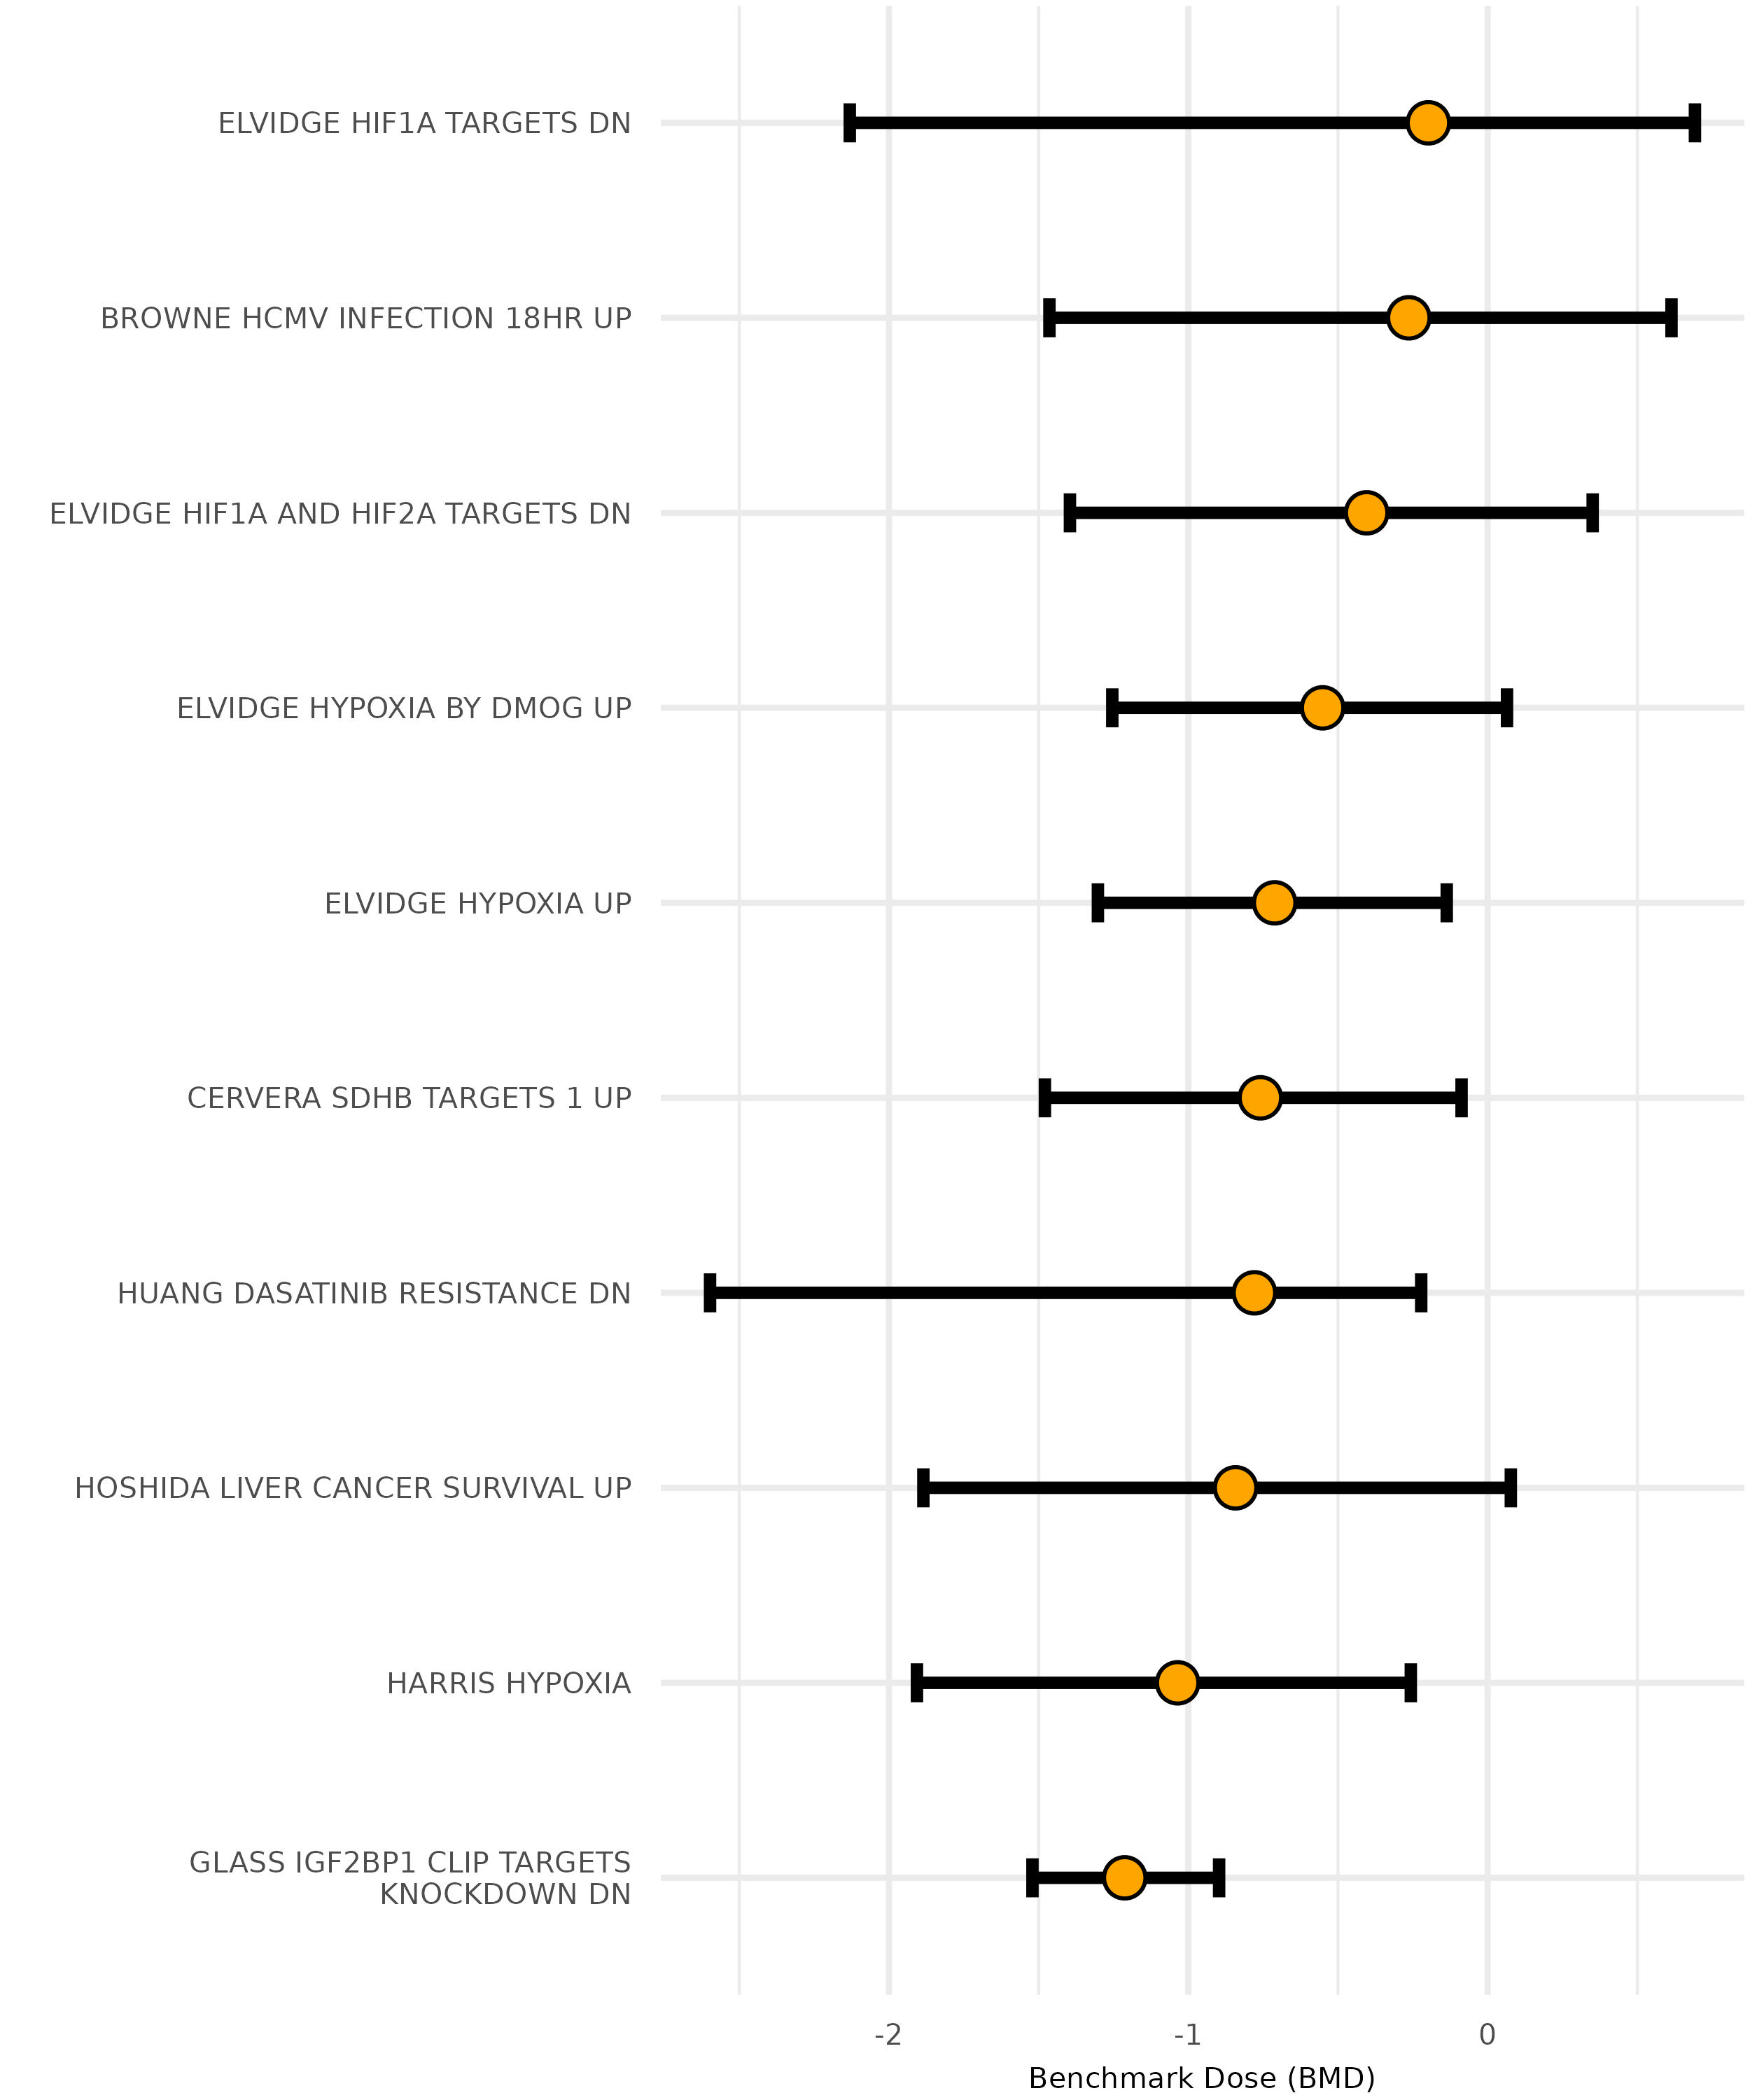 ELVIDGE HIF1A TARGETS DN
BROWNE HCMV INFECTION 18HR UP
ELVIDGE HIF1A AND HIF2A TARGETS DN
ELVIDGE HYPOXIA BY DMOG UP
ELVIDGE HYPOXIA UP
CERVERA SDHB TARGETS 1 UP
HUANG DASATINIB RESISTANCE DN
HOSHIDA LIVER CANCER SURVIVAL UP
HARRIS HYPOXIA
GLASS IGF2BP1 CLIP TARGETS
KNOCKDOWN DN
-2 -1 0
Benchmark Dose (BMD)